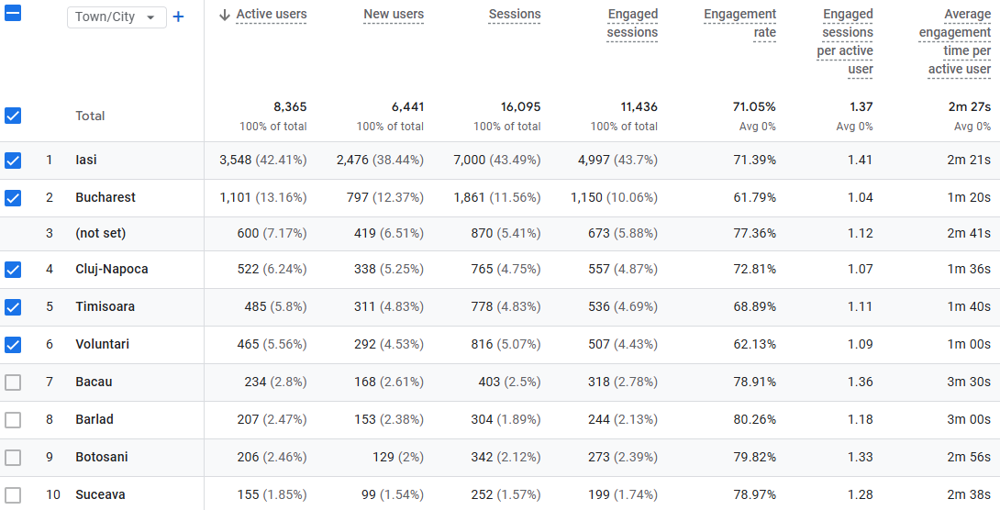 Town/City + ↓ Active users New users Sessions Engaged sessions Engagement rate Engaged sessions per active user Average engagement time per active user
Total 8,365 6,441 16,095 11,436 71.05% 1.37 2m 27s
100% of total 100% of total 100% of total 100% of total Avg 0% Avg 0% Avg 0%
1 Iasi 3,548 (42.41%) 2,476 (38.44%) 7,000 (43.49%) 4,997 (43.7%) 71.39% 1.41 2m 21s
2 Bucharest 1,101 (13.16%) 797 (12.37%) 1,861 (11.56%) 1,150 (10.06%) 61.79% 1.04 1m 20s
3 (not set) 600 (7.17%) 419 (6.51%) 870 (5.41%) 673 (5.88%) 77.36% 1.12 2m 41s
4 Cluj-Napoca 522 (6.24%) 338 (5.25%) 765 (4.75%) 557 (4.87%) 72.81% 1.07 1m 36s
5 Timisoara 485 (5.8%) 311 (4.83%) 778 (4.83%) 536 (4.69%) 68.89% 1.11 1m 40s
6 Voluntari 465 (5.56%) 292 (4.53%) 816 (5.07%) 507 (4.43%) 62.13% 1.09 1m 00s
7 Bacau 234 (2.8%) 168 (2.61%) 403 (2.5%) 318 (2.78%) 78.91% 1.36 3m 30s
8 Barlad 207 (2.47%) 153 (2.38%) 304 (1.89%) 244 (2.13%) 80.26% 1.18 3m 00s
9 Botosani 206 (2.46%) 129 (2%) 342 (2.12%) 273 (2.39%) 79.82% 1.33 2m 56s
10 Suceava 155 (1.85%) 99 (1.54%) 252 (1.57%) 199 (1.74%) 78.97% 1.28 2m 38s